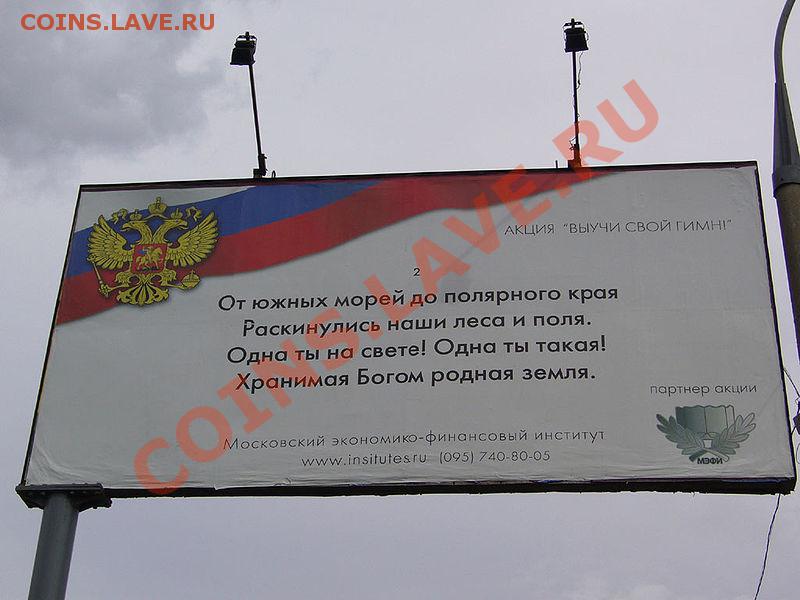 COINS.LAVE.RU
АКЦИЯ "ВЫУЧИ СВОЙ ГИМН!"
2
От южных морей до полярного края
Раскинулись наши леса и поля.
Одна ты на свете! Одна ты такая!
Хранимая Богом родная земля.
партнер акции
МЭФИ
Московский экономико-финансовый институт
www.insitutes.ru (095) 740-80-05
COINS.LAVE.RU